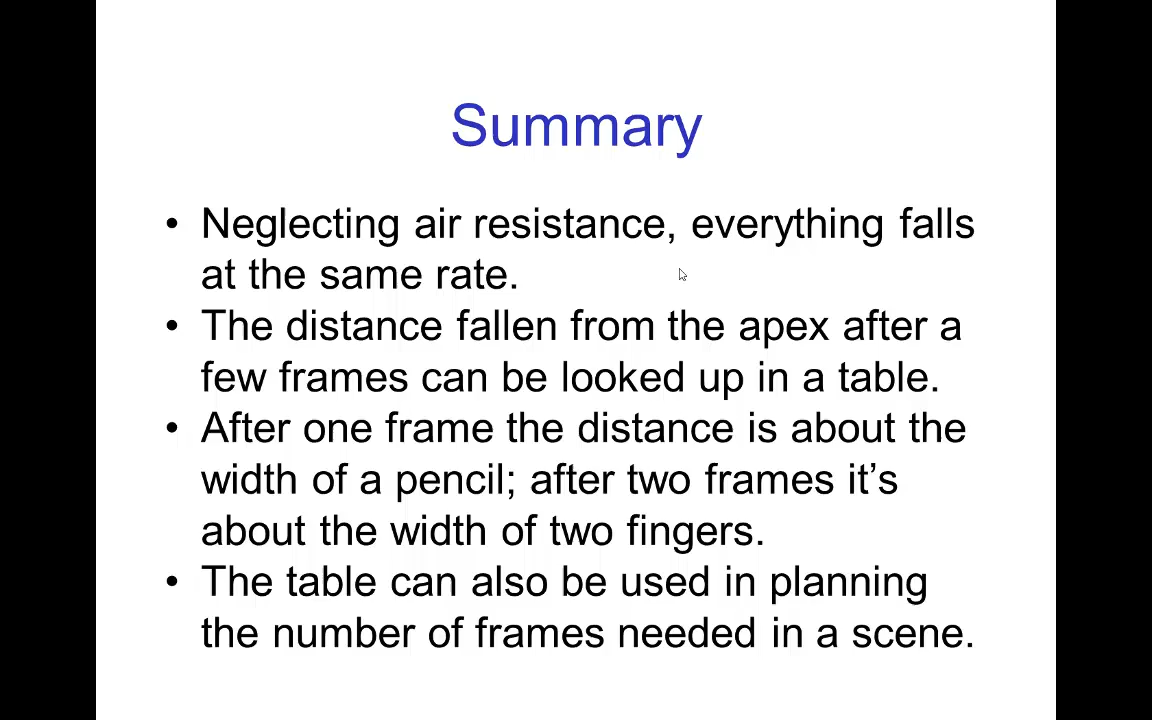 Summary
• Neglecting air resistance, everything falls
at the same rate.
• The distance fallen from the apex after a
few frames can be looked up in a table.
• After one frame the distance is about the
width of a pencil; after two frames it’s
about the width of two fingers.
• The table can also be used in planning
the number of frames needed in a scene.